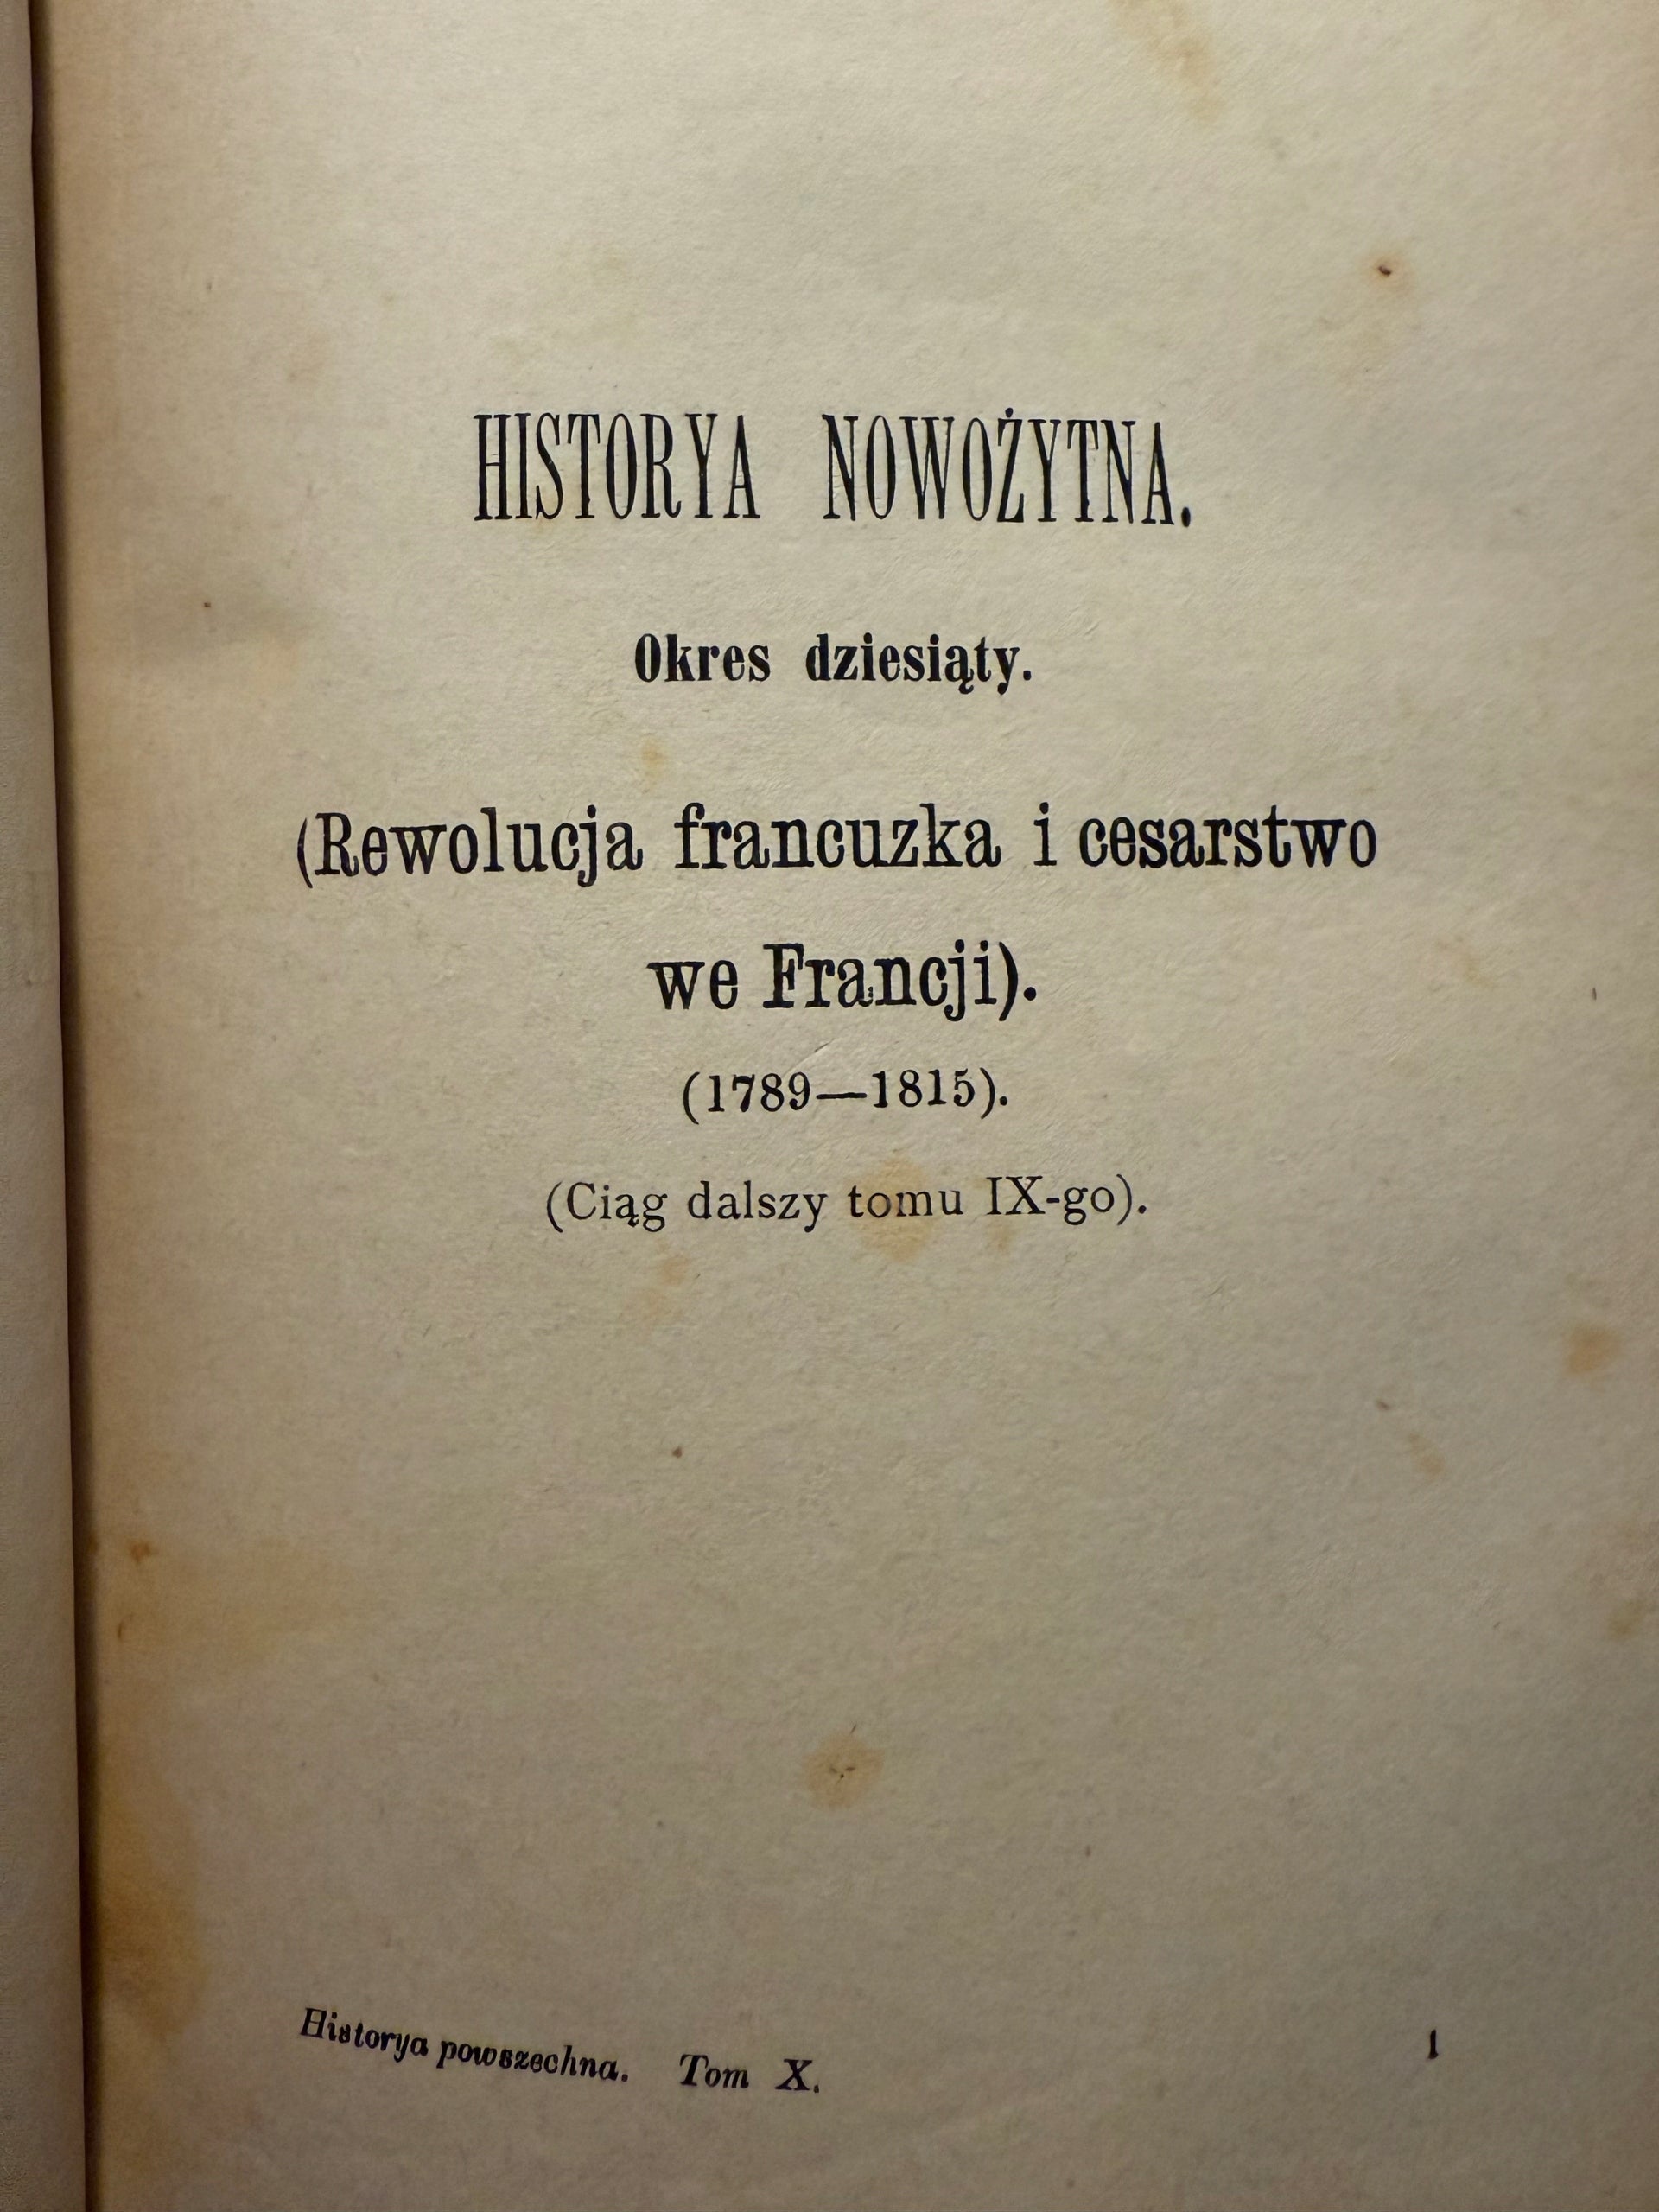 HISTORYA NOWOŻYTNA.
Okres dziesiąty.
(Rewolucja francuzka i cesarstwo
we Francji).
(1789—1815).
(Ciąg dalszy tomu IX-go).
Historya powszechna. Tom X.
1